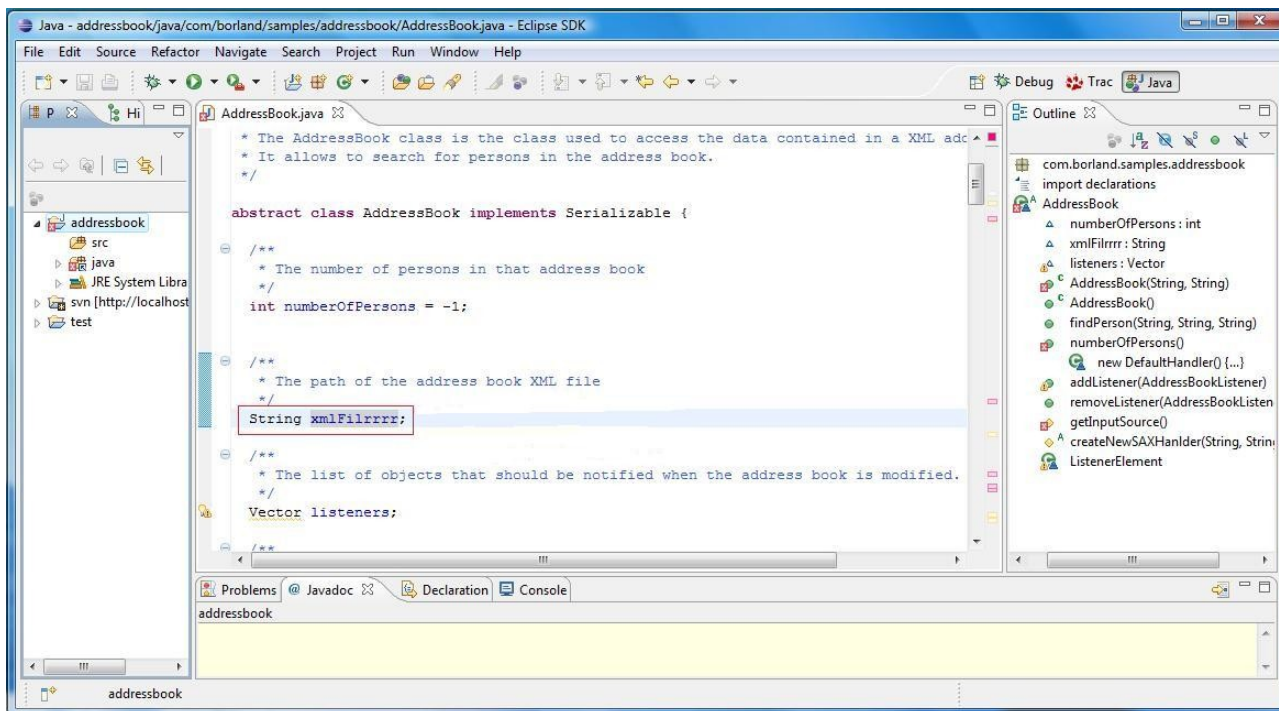 Java - addressbook/java/com/borland/samples/addressbook/AddressBook.java - Eclipse SDK
File Edit Source Refactor Navigate Search Project Run Window Help
Debug Trac Java
P Hi
addressbook
src
java
JRE System Libra
svn [http://localhost
test
AddressBook.java
* The AddressBook class is the class used to access the data contained in a XML add
* It allows to search for persons in the address book.
*/
abstract class AddressBook implements Serializable {
/**
* The number of persons in that address book
*/
int numberOfPersons = -1;
/**
* The path of the address book XML file
*/
String xmlFilrrrr;
/**
* The list of objects that should be notified when the address book is modified.
*/
Vector listeners;
/**
Outline
com.borland.samples.addressbook
import declarations
AddressBook
numberOfPersons : int
xmlFilrrrr : String
listeners : Vector
AddressBook(String, String)
AddressBook()
findPerson(String, String, String)
numberOfPersons()
new DefaultHandler() {...}
addListener(AddressBookListener)
removeListener(AddressBookListen
getInputSource()
createNewSAXHanlder(String, Strin
ListenerElement
Problems @ Javadoc Declaration Console
addressbook
addressbook